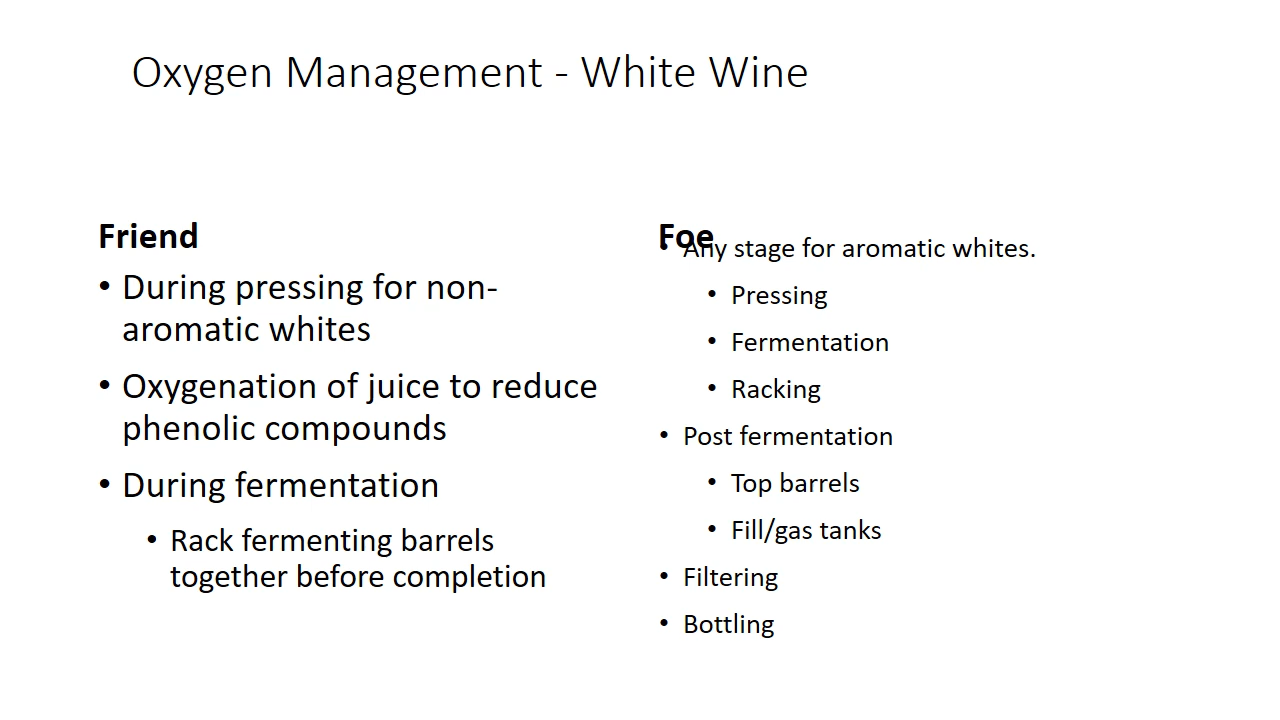 Oxygen Management - White Wine
Friend
• During pressing for non-
aromatic whites
• Oxygenation of juice to reduce
phenolic compounds
• During fermentation
• Rack fermenting barrels
together before completion
Foe
• Any stage for aromatic whites.
• Pressing
• Fermentation
• Racking
• Post fermentation
• Top barrels
• Fill/gas tanks
• Filtering
• Bottling